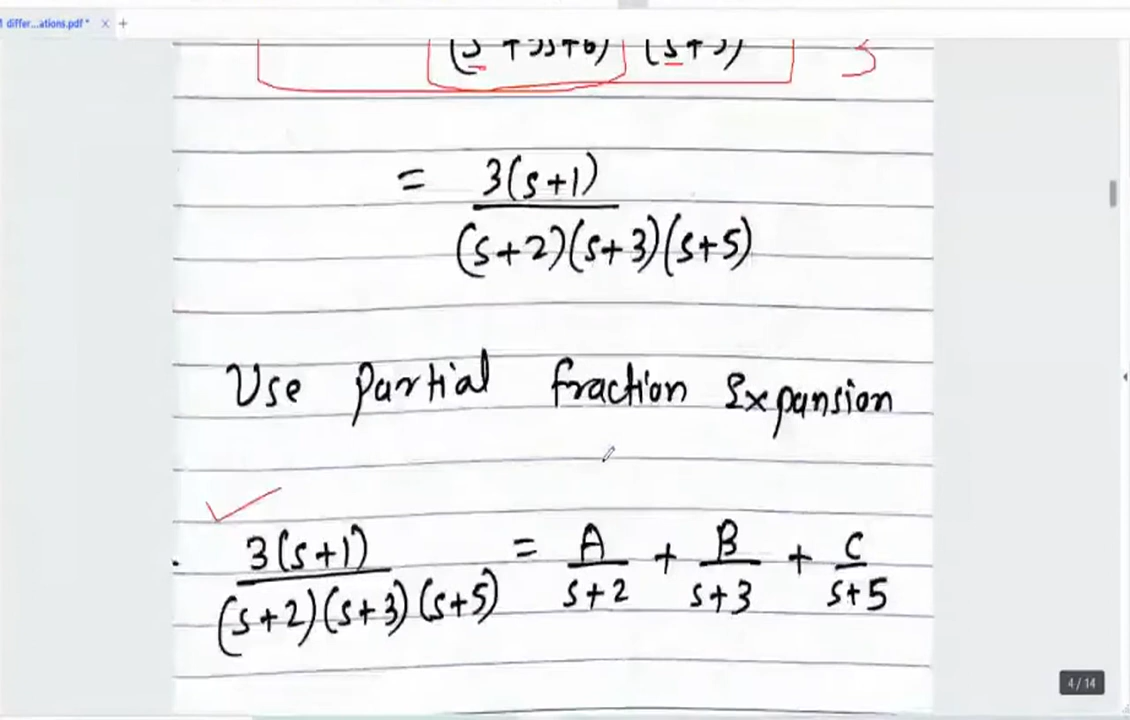 differ...ations.pdf* × +
= 3(s+1)
(s+2)(s+3)(s+5)
Use Partial fraction Expansion
3(s+1) = A + B + C
(s+2)(s+3)(s+5) s+2 s+3 s+5
4 / 14